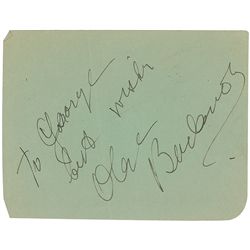 To George
best wishes
Olga Baclanova